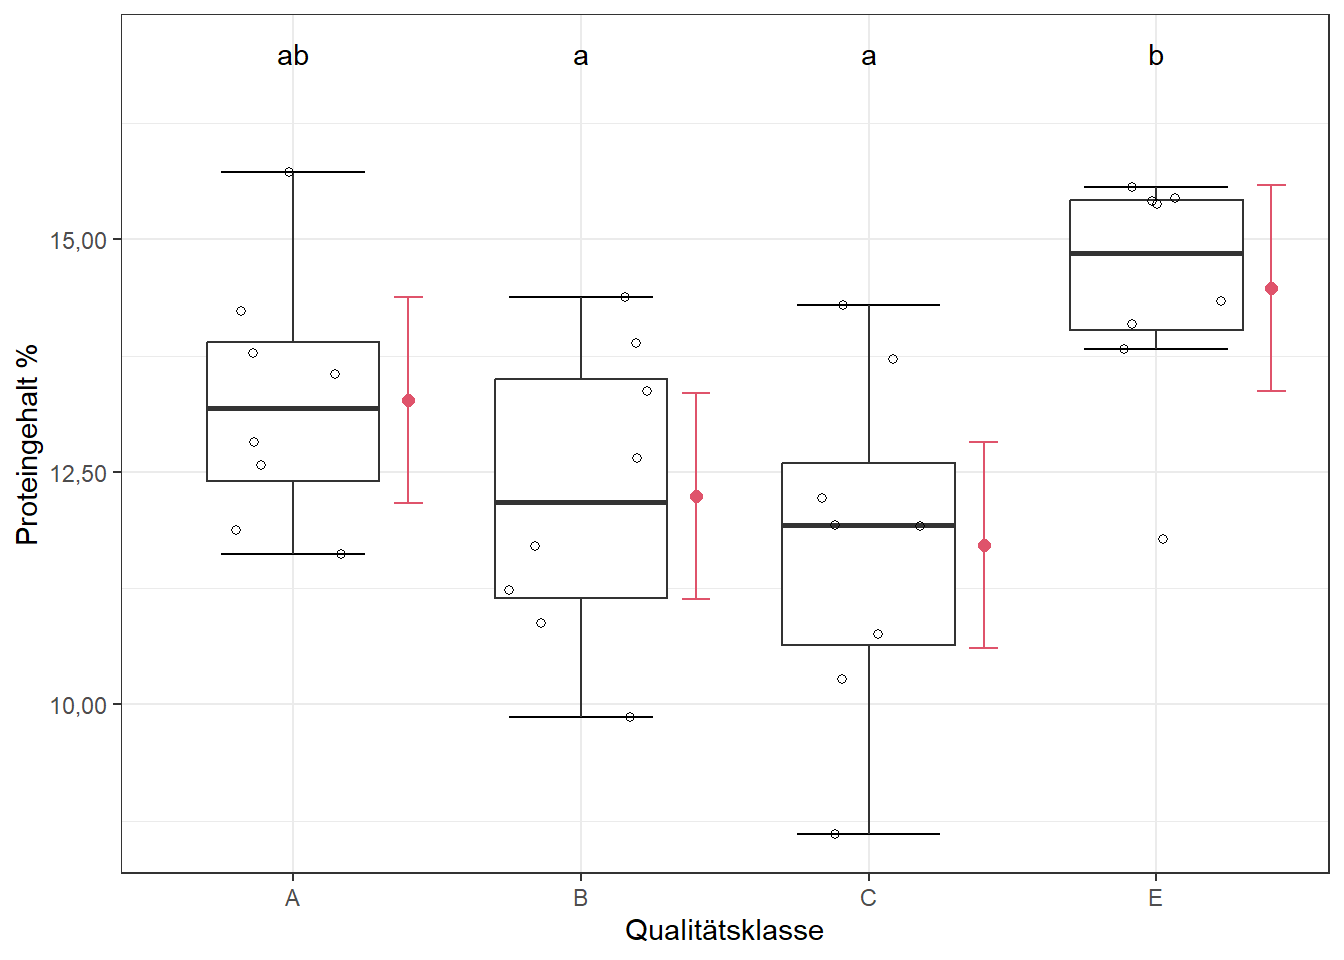 ab a a b
15,00
12,50
10,00
Proteingehalt %
A B C E
Qualitätsklasse